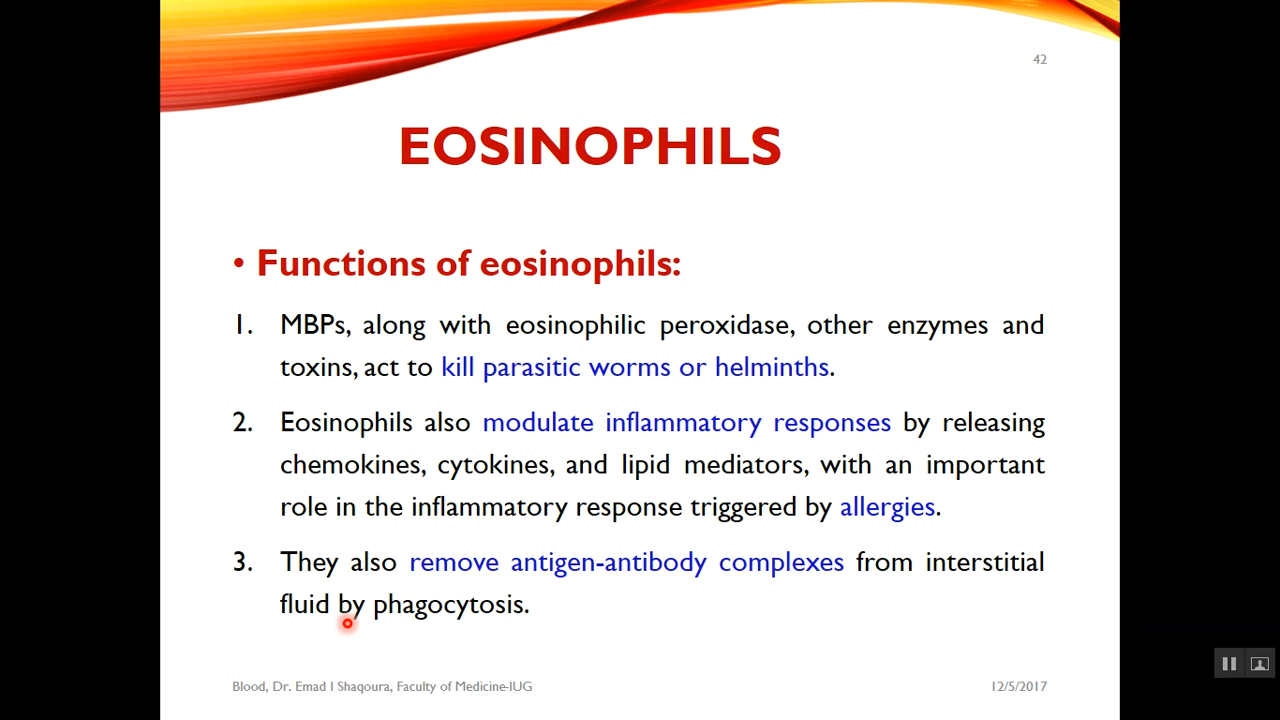 42
EOSINOPHILS
• Functions of eosinophils:
1. MBPs, along with eosinophilic peroxidase, other enzymes and
toxins, act to kill parasitic worms or helminths.
2. Eosinophils also modulate inflammatory responses by releasing
chemokines, cytokines, and lipid mediators, with an important
role in the inflammatory response triggered by allergies.
3. They also remove antigen-antibody complexes from interstitial
fluid by phagocytosis.
Blood, Dr. Emad I Shaqoura, Faculty of Medicine-IUG
12/5/2017